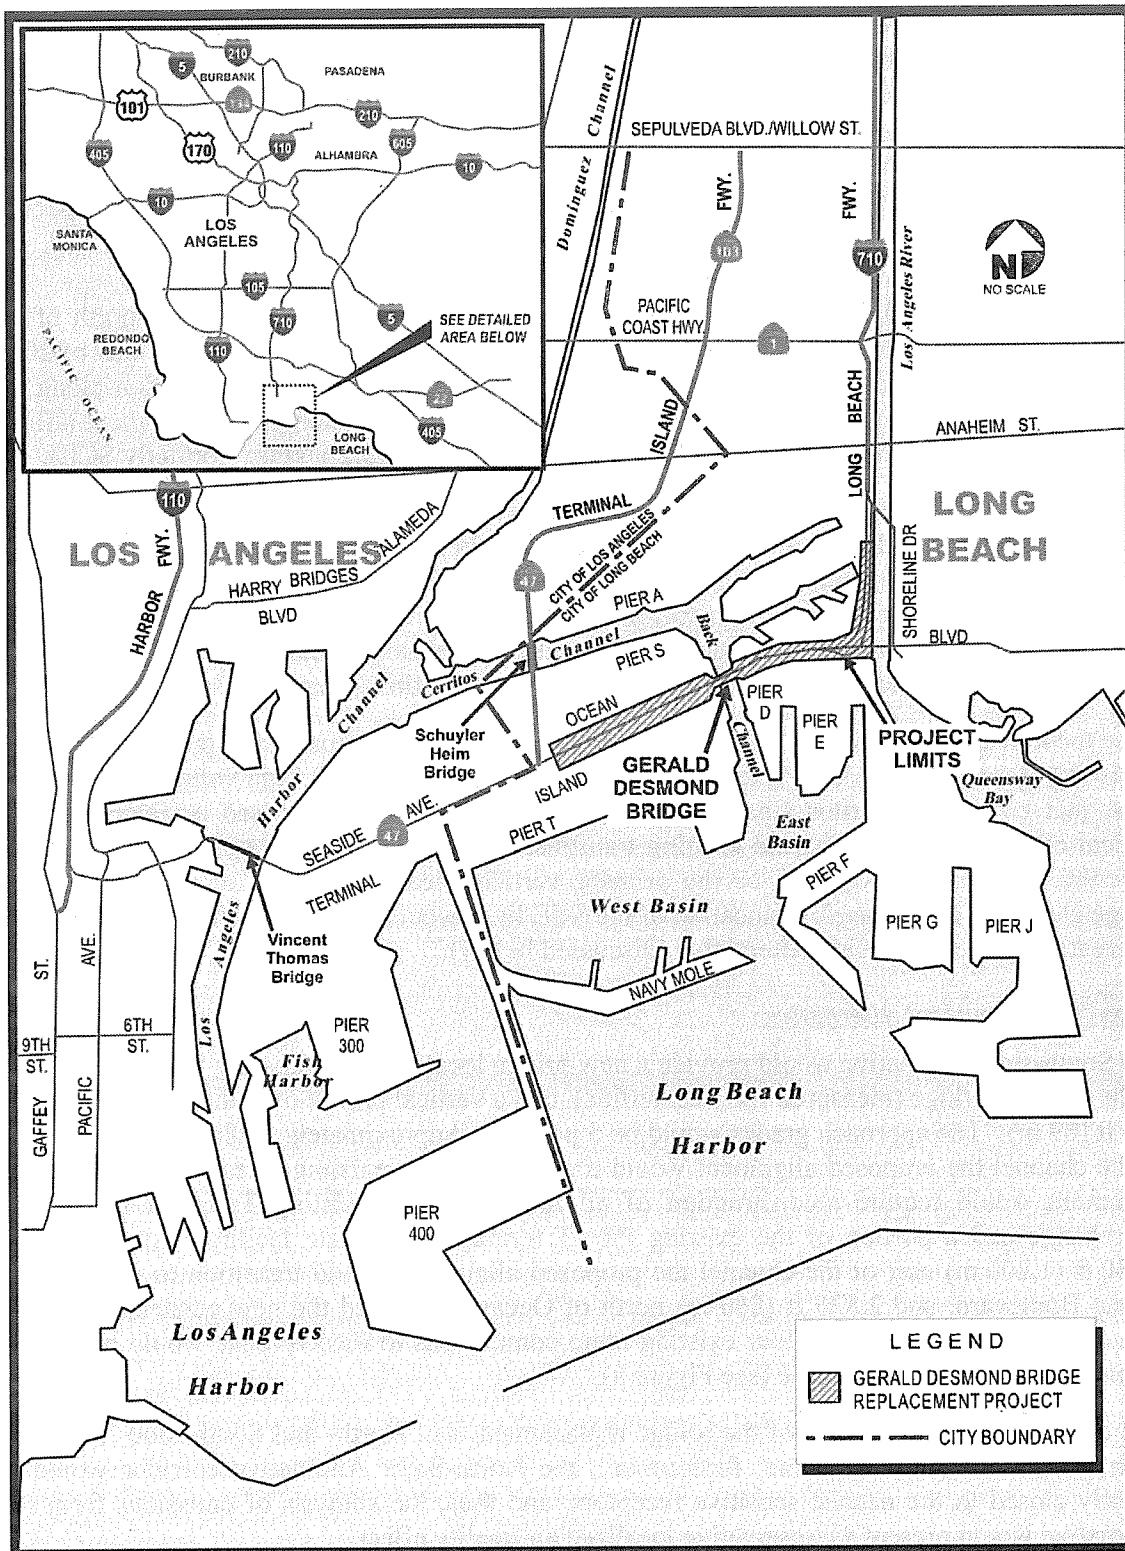 5
210
BURBANK
PASADENA
101
210
170
110
605
405
ALHAMBRA
10
10
LOS
ANGELES
SANTA
MONICA
105
5
710
SEE DETAILED
AREA BELOW
REDONDO
BEACH
110
PACIFIC OCEAN
405
LONG
BEACH
Dominguez Channel
SEPULVEDA BLVD./WILLOW ST.
FWY.
FWY.
103
710
Los Angeles River
N
NO SCALE
PACIFIC
COAST HWY.
1
ISLAND
BEACH
ANAHEIM ST.
LONG
110
TERMINAL
LONG
BEACH
LOS ANGELES
FWY.
ALAMEDA
HARRY BRIDGES
BLVD
HARBOR
47
CITY OF LOS ANGELES
CITY OF LONG BEACH
PIER A
SHORELINE DR
BLVD
Back
Channel
PIER S
Cerritos
Channel
OCEAN
PIER
D
PIER
E
Channel
Schuyler
Heim
Bridge
GERALD
DESMOND
BRIDGE
PROJECT
LIMITS
Queensway
Bay
Harbor
AVE.
ISLAND
SEASIDE
47
PIER T
East
Basin
TERMINAL
PIER F
West Basin
PIER G
PIER J
Angeles
Vincent
Thomas
Bridge
NAVY MOLE
ST.
AVE.
Los
6TH
ST.
9TH
ST.
PIER
300
Fish
Harbor
GAFFEY
PACIFIC
Long Beach
Harbor
PIER
400
Los Angeles
Harbor
LEGEND
GERALD DESMOND BRIDGE
REPLACEMENT PROJECT
CITY BOUNDARY